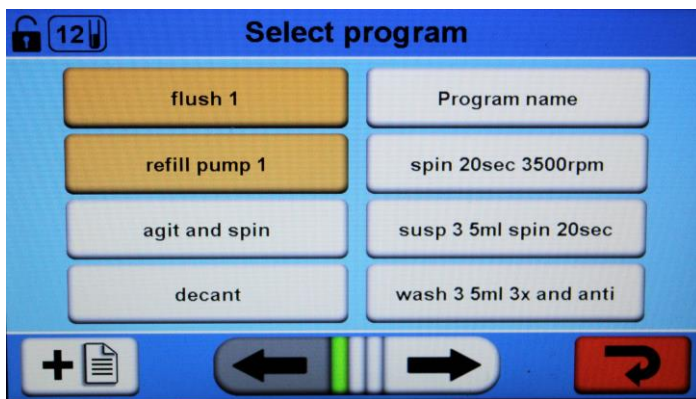 12
Select program
flush 1
Program name
refill pump 1
spin 20sec 3500rpm
agit and spin
susp 3 5ml spin 20sec
decant
wash 3 5ml 3x and anti